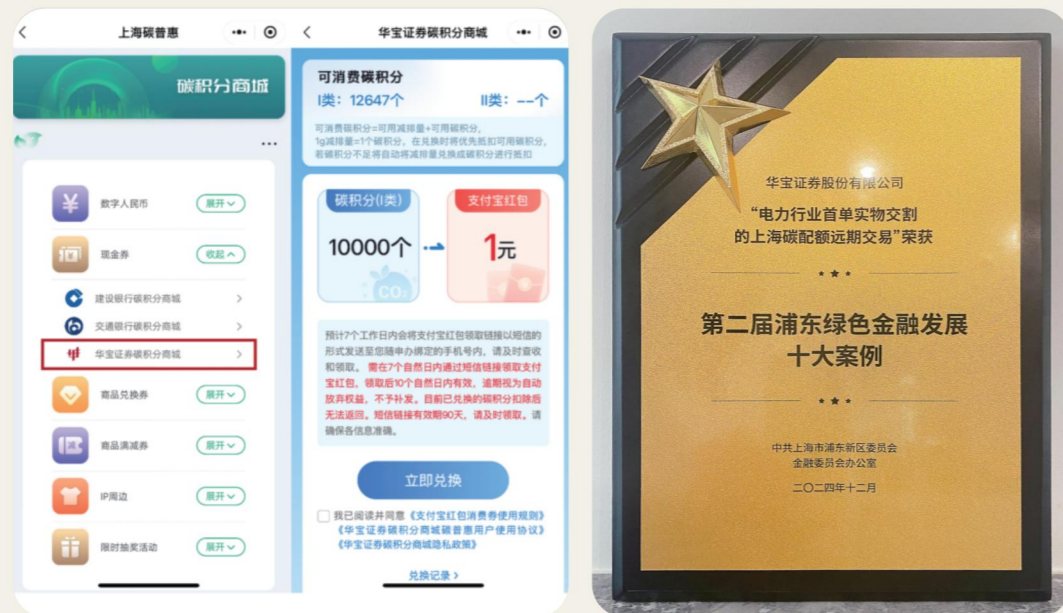 上海碳普惠
碳积分商城
数字人民币
展开
现金券
收起
建设银行碳积分商城
交通银行碳积分商城
华宝证券碳积分商城
商品兑换券
展开
商品满减券
展开
IP周边
展开
限时抽奖活动
展开
华宝证券碳积分商城
可消费碳积分
I类：12647个
II类：--个
可消费碳积分=可用减排量+可用碳积分，
1g减排量=1个碳积分，在兑换时将优先抵扣可用碳积分，
若碳积分不足将自动将减排量兑换成碳积分进行抵扣
碳积分(I类)
支付宝红包
10000个
1元
CO₂
预计7个工作日内会将支付宝红包领取链接以短信的
形式发送至您随申办绑定的手机号内，请及时查收
和领取。需在7个自然日内通过短信链接领取支付
宝红包，领取后10个自然日内有效，逾期视为自动
放弃权益，不予补发。目前已兑换的碳积分扣除后
无法返回。短信链接有效期90天，请及时领取。请
确保各信息准确。
立即兑换
我已阅读并同意《支付宝红包消费券使用规则》
《华宝证券碳积分商城碳普惠用户使用协议》
《华宝证券碳积分商城隐私政策》
兑换记录
华宝证券股份有限公司
“电力行业首单实物交割
的上海碳配额远期交易”荣获
第二届浦东绿色金融发展
十大案例
中共上海市浦东新区委员会
金融委员会办公室
二〇二四年十二月